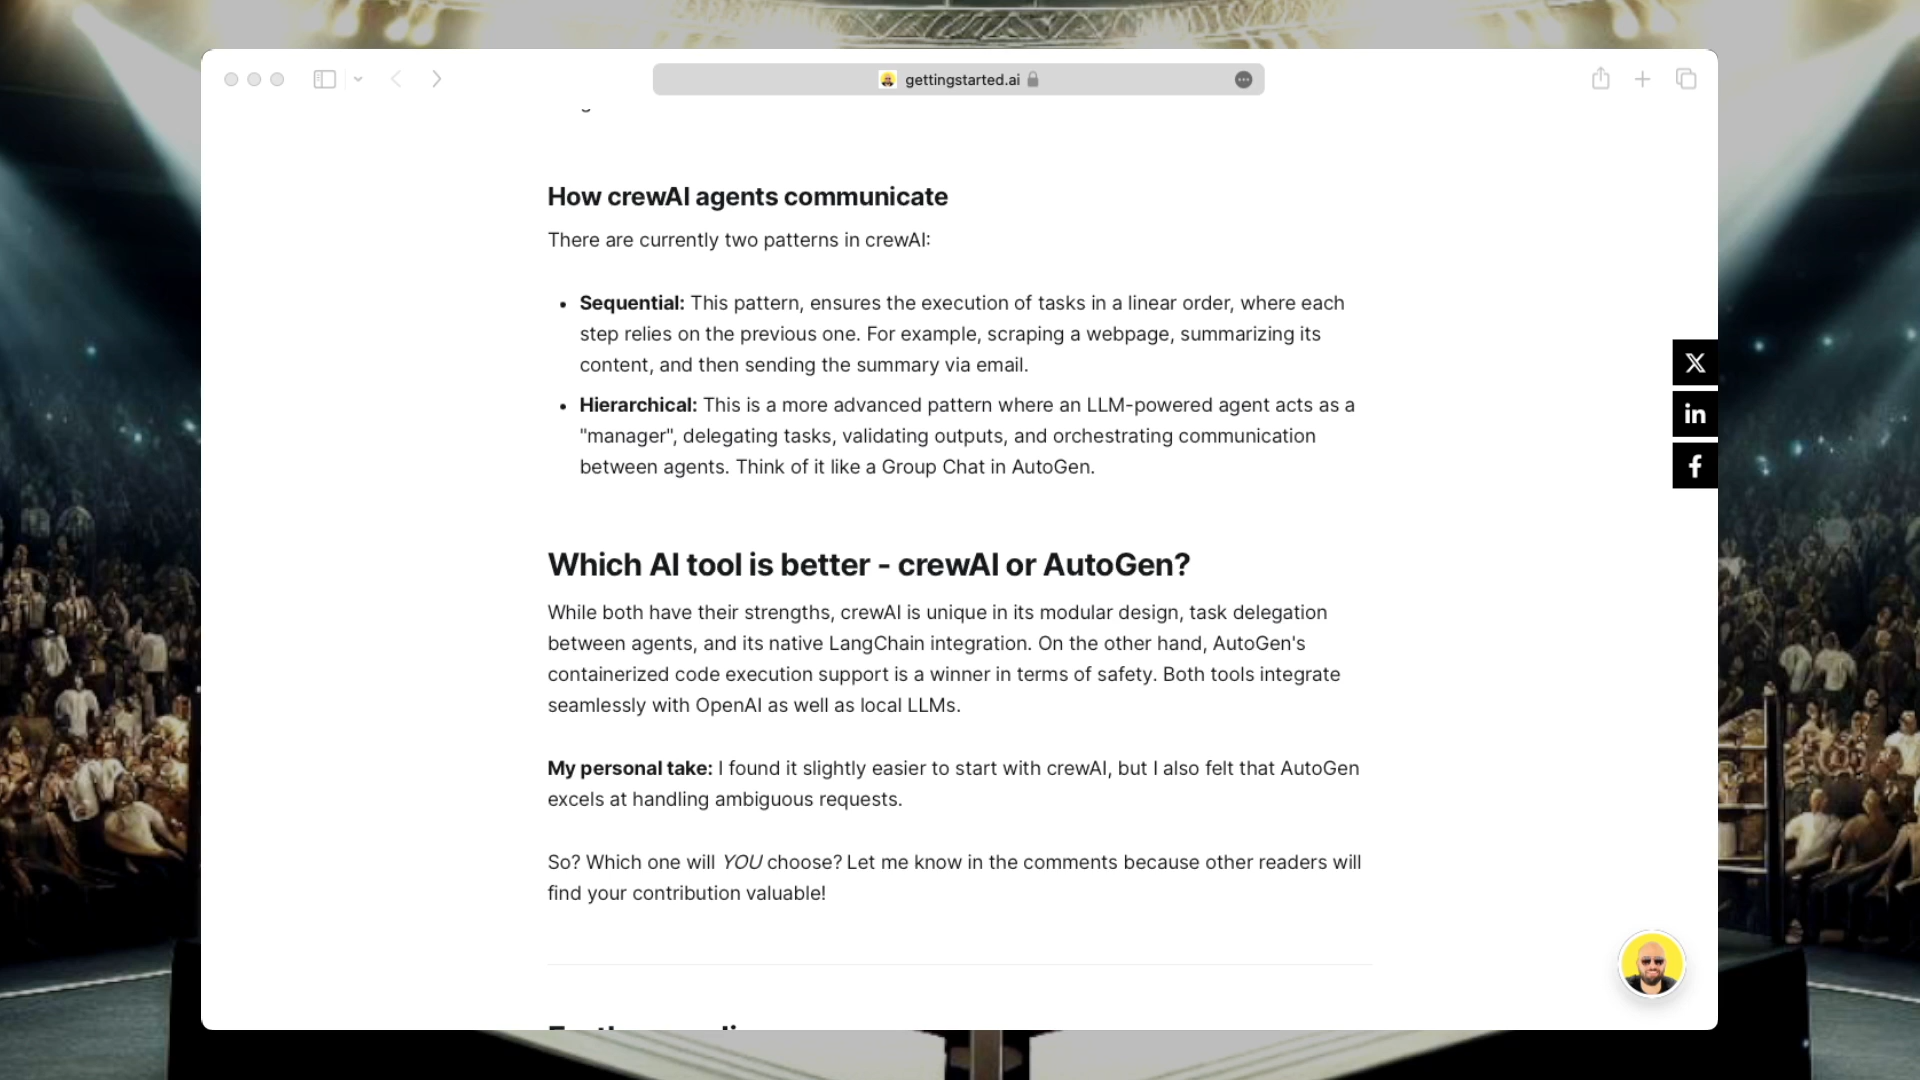 gettingstarted.ai
How crewAI agents communicate
There are currently two patterns in crewAI:
• Sequential: This pattern, ensures the execution of tasks in a linear order, where each
step relies on the previous one. For example, scraping a webpage, summarizing its
content, and then sending the summary via email.
• Hierarchical: This is a more advanced pattern where an LLM-powered agent acts as a
"manager", delegating tasks, validating outputs, and orchestrating communication
between agents. Think of it like a Group Chat in AutoGen.
Which AI tool is better - crewAI or AutoGen?
While both have their strengths, crewAI is unique in its modular design, task delegation
between agents, and its native LangChain integration. On the other hand, AutoGen's
containerized code execution support is a winner in terms of safety. Both tools integrate
seamlessly with OpenAI as well as local LLMs.
My personal take: I found it slightly easier to start with crewAI, but I also felt that AutoGen
excels at handling ambiguous requests.
So? Which one will YOU choose? Let me know in the comments because other readers will
find your contribution valuable!